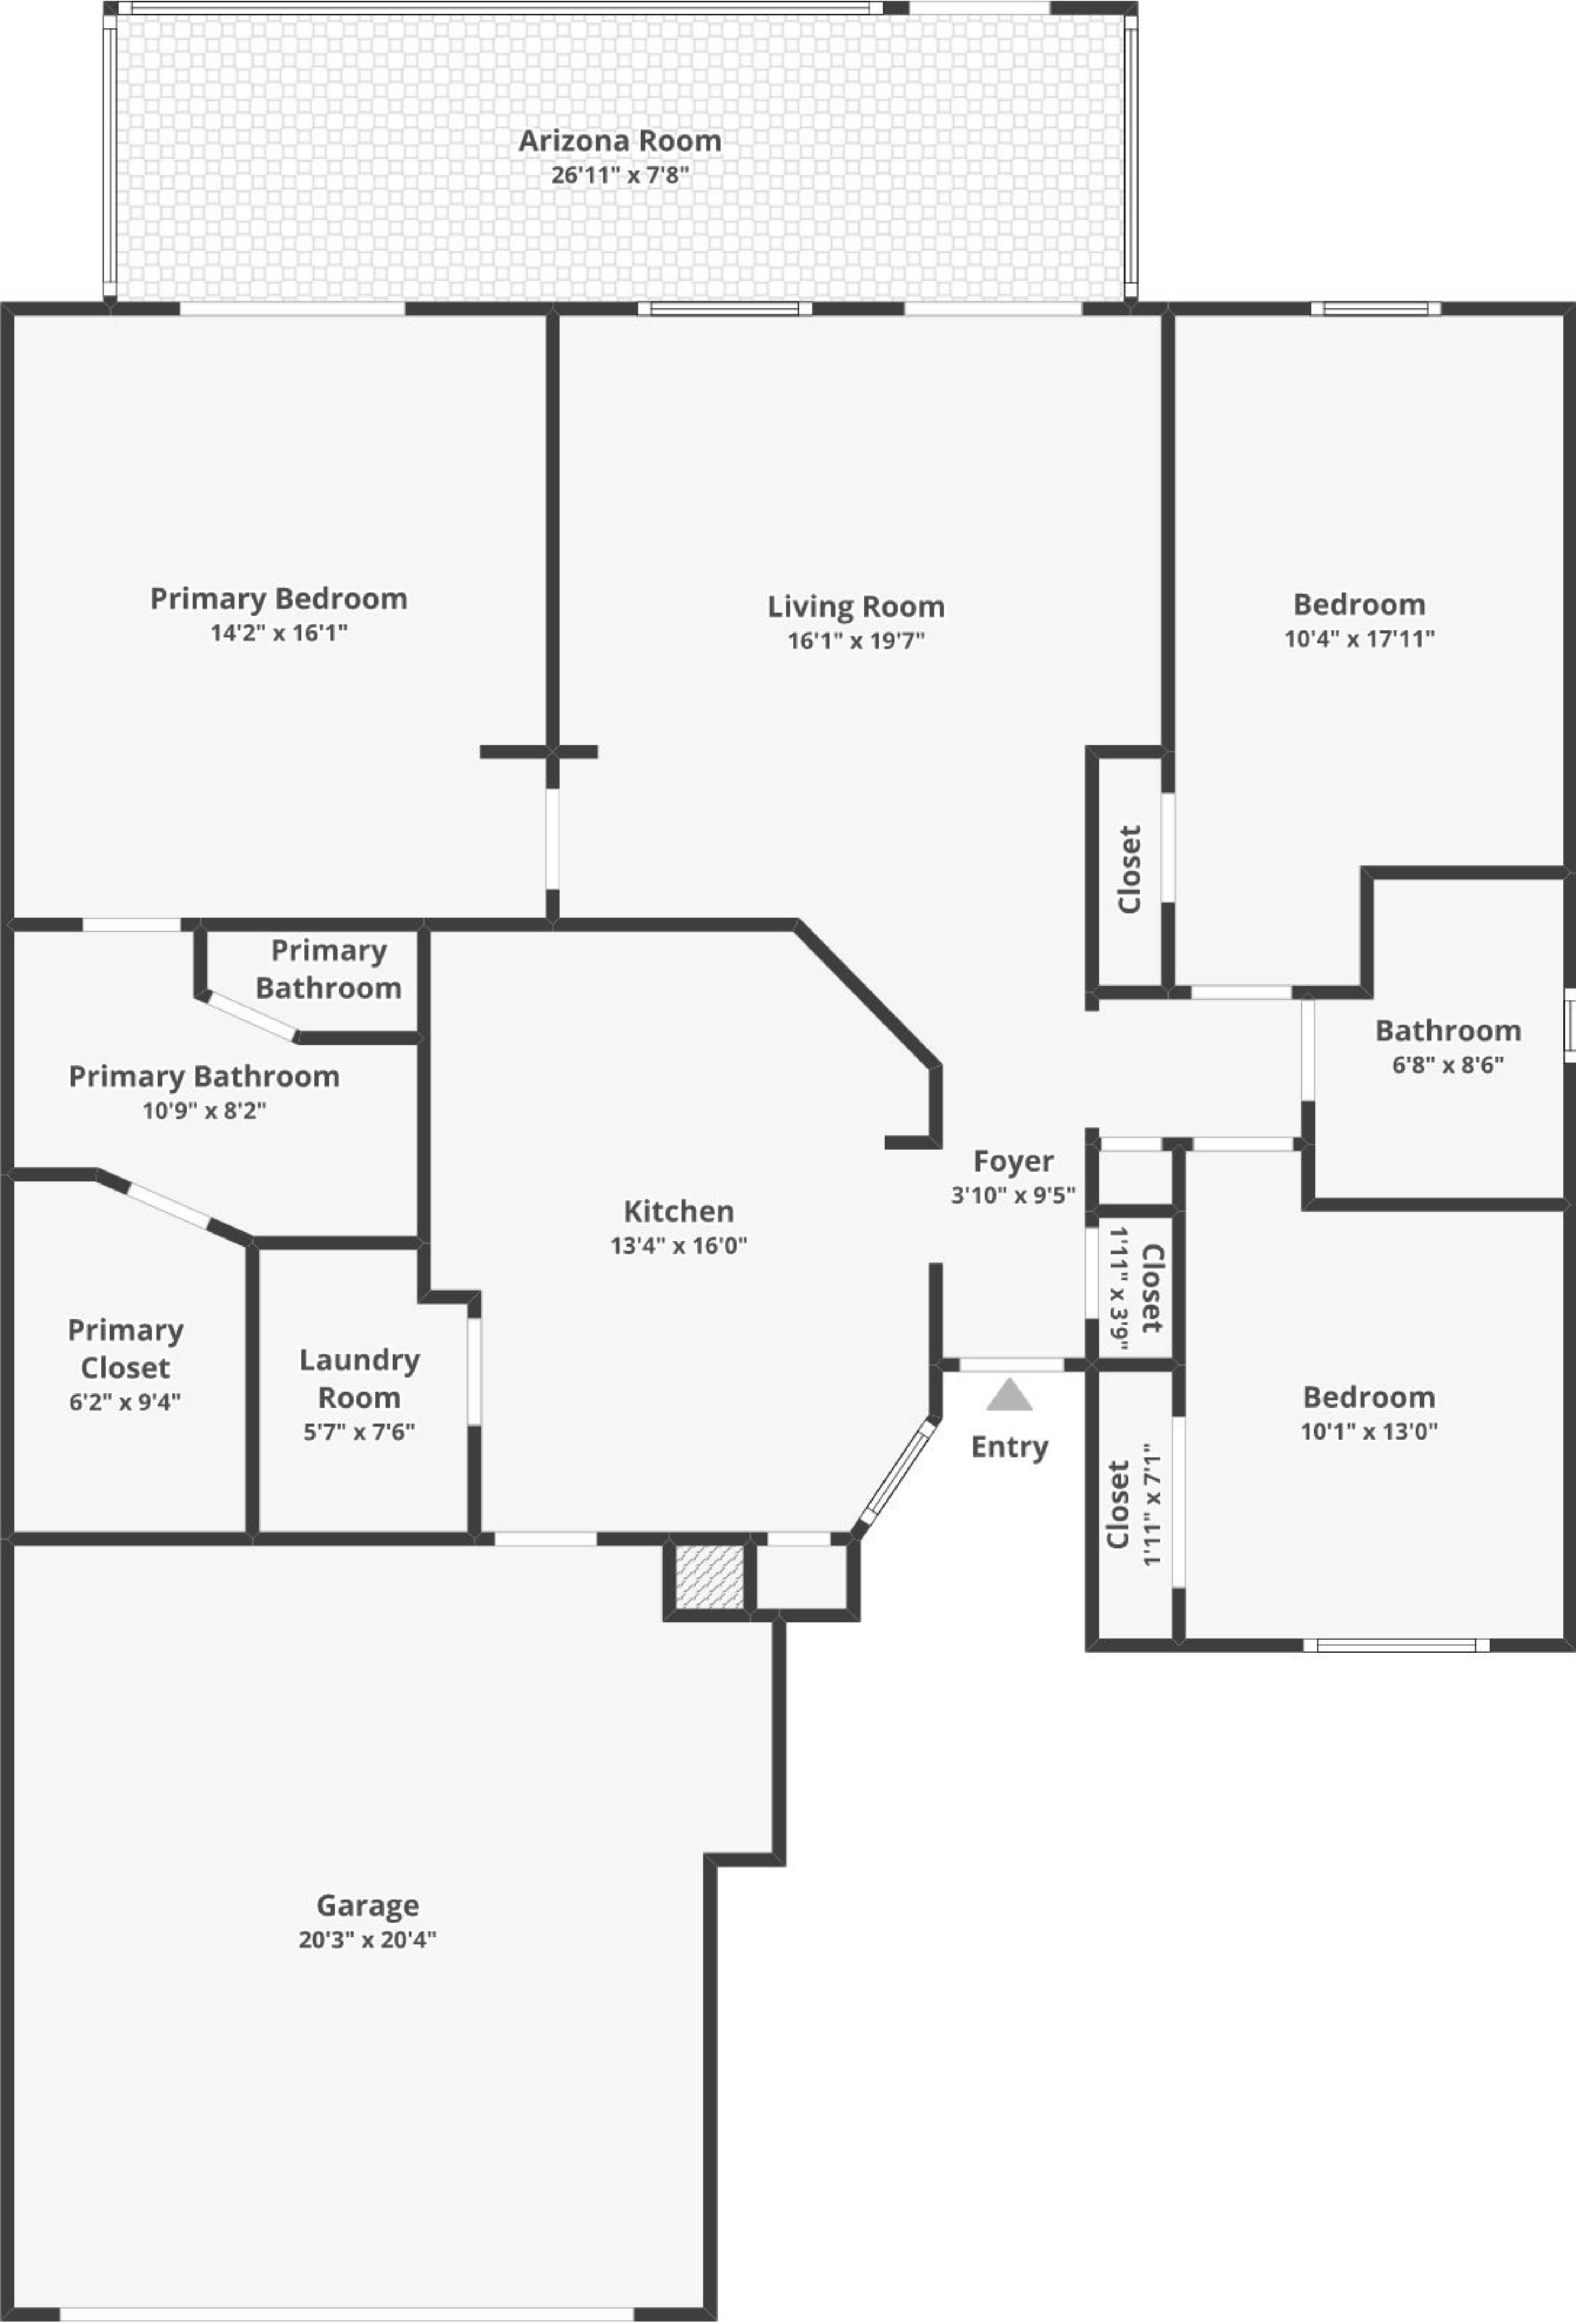 Arizona Room
26'11" x 7'8"
Primary Bedroom
14'2" x 16'1"
Living Room
16'1" x 19'7"
Bedroom
10'4" x 17'11"
Closet
Primary
Bathroom
Primary Bathroom
10'9" x 8'2"
Bathroom
6'8" x 8'6"
Foyer
3'10" x 9'5"
Kitchen
13'4" x 16'0"
Closet
1'11" x 3'9"
Primary
Closet
6'2" x 9'4"
Laundry
Room
5'7" x 7'6"
Entry
Closet
1'11" x 7'1"
Bedroom
10'1" x 13'0"
Garage
20'3" x 20'4"